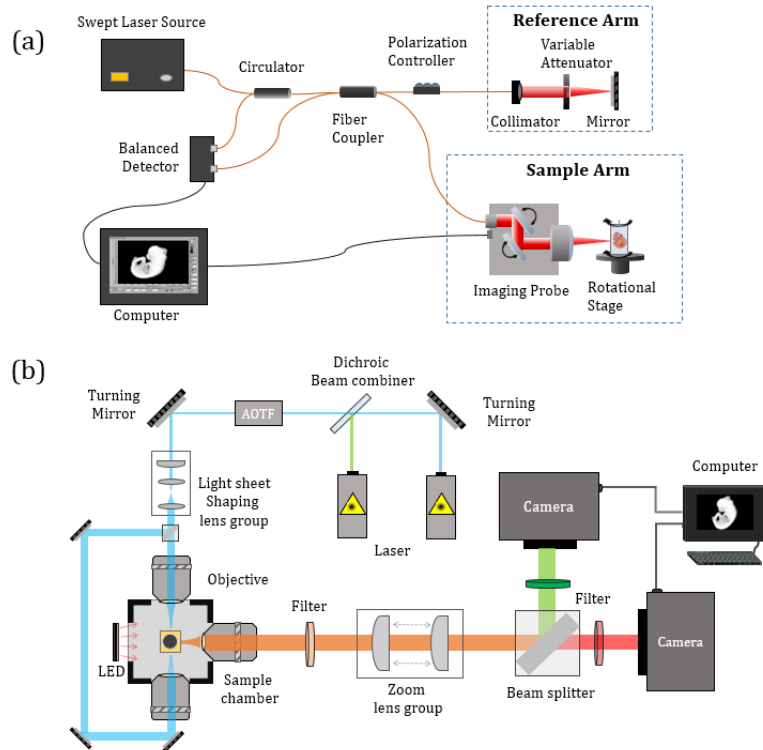 (a)
Swept Laser Source
Circulator
Polarization
Controller
Reference Arm
Variable
Attenuator
Collimator
Mirror
Fiber
Coupler
Balanced
Detector
Sample Arm
Imaging Probe
Rotational
Stage
Computer
(b)
Dichroic
Beam combiner
Turning
Mirror
AOTF
Turning
Mirror
Light sheet
Shaping
lens group
Laser
Camera
Computer
Objective
Filter
Filter
Camera
LED
Sample
chamber
Zoom
lens group
Beam splitter